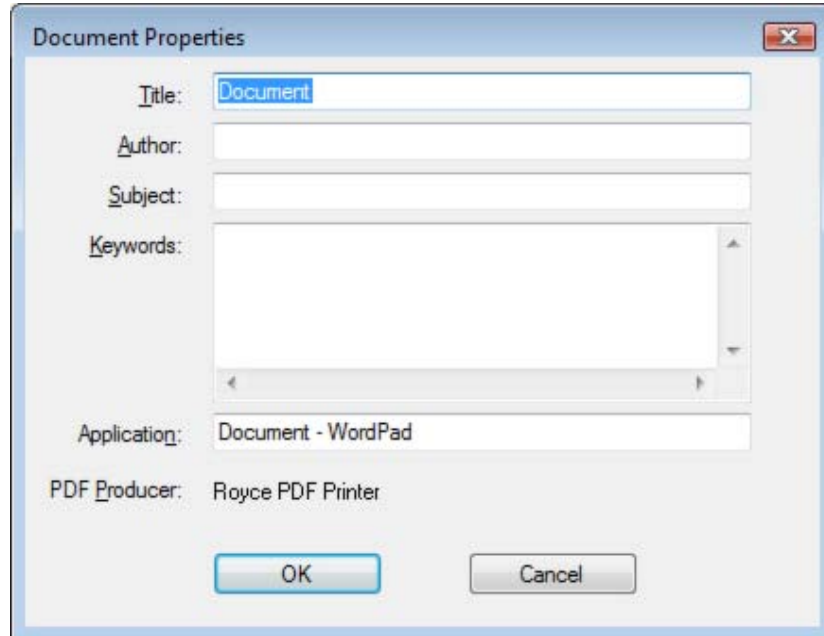 Document Properties
Title: Document
Author:
Subject:
Keywords:
Application: Document - WordPad
PDF Producer: Royce PDF Printer
OK Cancel